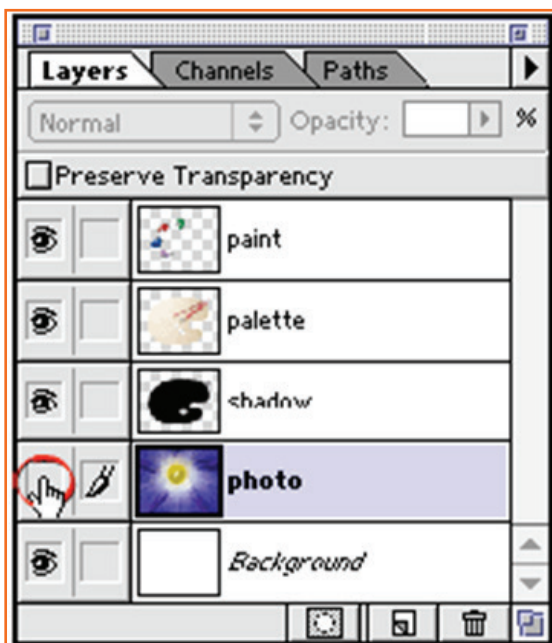 Layers Channels Paths
Normal Opacity: %
Preserve Transparency
paint
palette
shadow
photo
Background